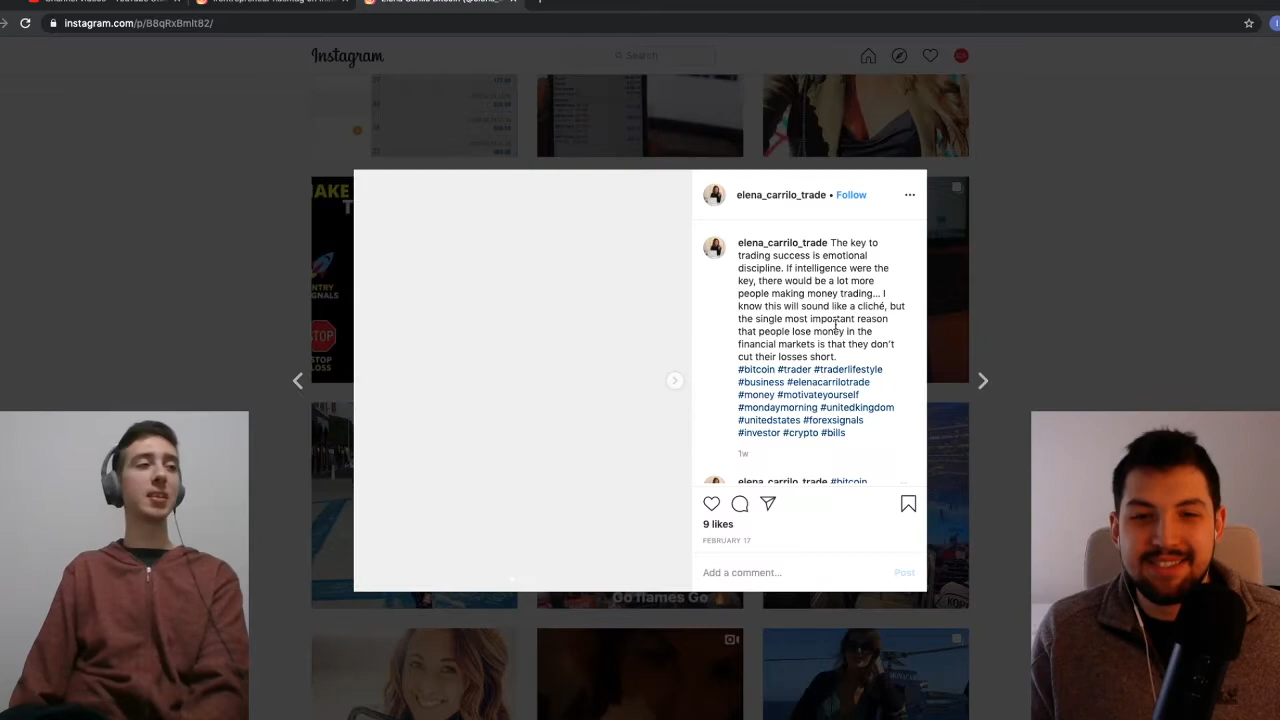 instagram.com/p/B8qRxBmlt82/
Instagram
Search
elena_carrilo_trade • Follow
elena_carrilo_trade The key to
trading success is emotional
discipline. If intelligence were the
key, there would be a lot more
people making money trading... I
know this will sound like a cliché, but
the single most important reason
that people lose money in the
financial markets is that they don't
cut their losses short.
#bitcoin #trader #traderlifestyle
#business #elenacarrilotrade
#money #motivateyourself
#mondaymorning #unitedkingdom
#unitedstates #forexsignals
#investor #crypto #bills
1w
elena_carrilo_trade #bitcoin
9 likes
FEBRUARY 17
Add a comment...
Post
STOP
LOSS
Go flames Go